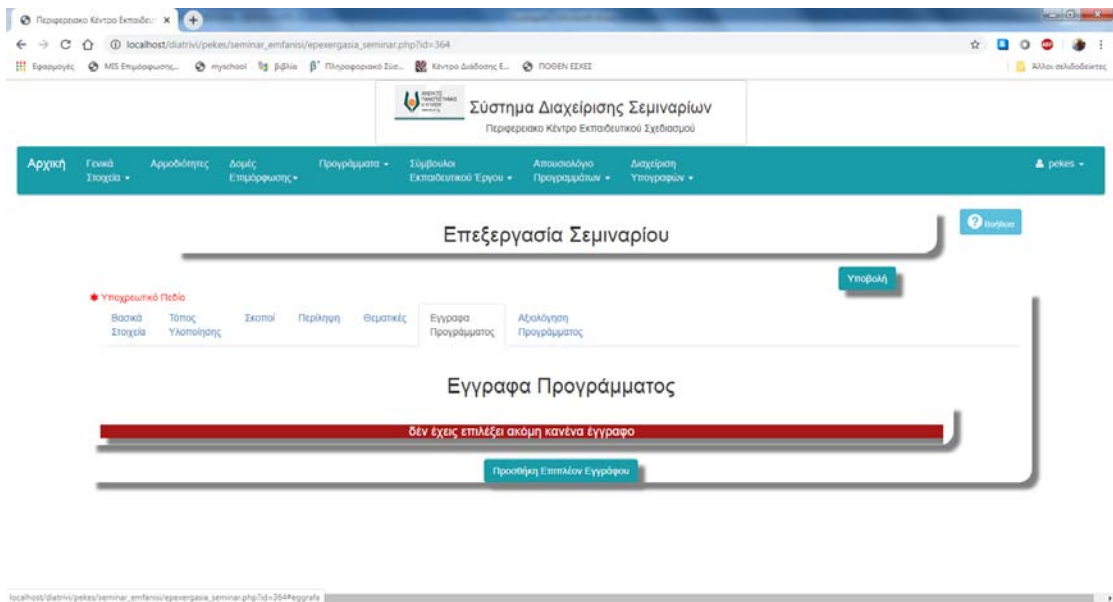 Περιφερειακο Κέντρο Εκπαίδευ
localhost/diatrivi/pekes/seminar_emfanisi/epexergasia_seminar.php?id=364
Εφαρμογές MIS Επιμόρφωσης,... myschool βιβλία Πληροφοριακό Σύσ... Κέντρο Διάδοσης Ε... ΠΟΘΕΝ ΕΣΧΕΣ Άλλοι σελιδοδείκτες
Σύστημα Διαχείρισης Σεμιναρίων
Περιφερειακο Κέντρο Εκπαιδευτικού Σχεδιασμού
Αρχική Γενικά Στοιχεία Αρμοδιότητες Δομές Επιμόρφωσης Προγράμματα Σύμβουλοι Εκπαιδευτικού Έργου Απουσιολόγιο Προγραμμάτων Διαχείριση Υπογραφών pekes
Επεξεργασία Σεμιναρίου
Βοήθεια
Υποβολή
Υποχρεωτικό Πεδίο
Βασικά Στοιχεία Τόπος Υλοποίησης Σκοποί Περίληψη Θεματικές Εγγραφα Προγράμματος Αξιολόγηση Προγράμματος
Εγγραφα Προγράμματος
δέν έχεις επιλέξει ακόμη κανένα έγγραφο
Προσθήκη Επιπλέον Εγγράφου
localhost/diatrivi/pekes/seminar_emfanisi/epexergasia_seminar.php?id=364#eggrafa